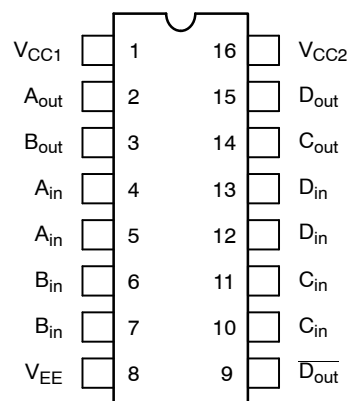 VCC1 1 16 VCC2
Aout 2 15 Dout
Bout 3 14 Cout
Ain 4 13 Din
Ain 5 12 Din
Bin 6 11 Cin
Bin 7 10 Cin
VEE 8 9 D̅o̅u̅t̅